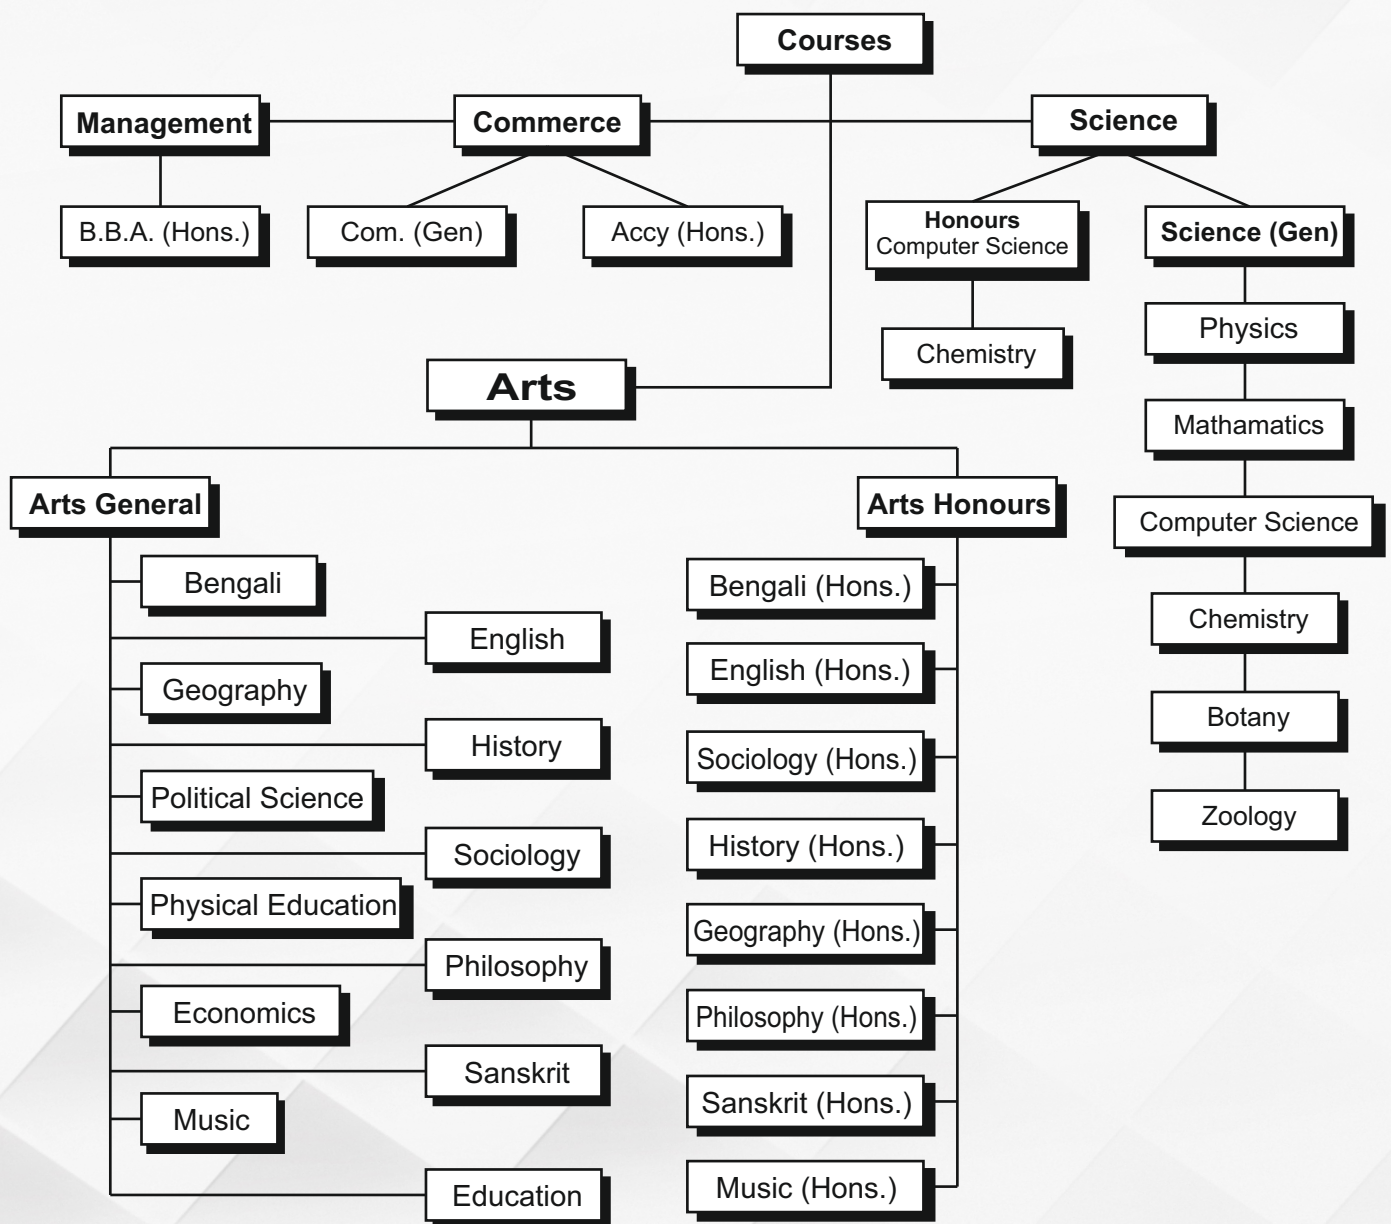 Courses
Management
Commerce
Science
B.B.A. (Hons.)
Com. (Gen)
Accy (Hons.)
Honours
Computer Science
Science (Gen)
Chemistry
Physics
Mathamatics
Computer Science
Chemistry
Botany
Zoology
Arts
Arts General
Bengali
English
Geography
History
Political Science
Sociology
Physical Education
Philosophy
Economics
Sanskrit
Music
Education
Arts Honours
Bengali (Hons.)
English (Hons.)
Sociology (Hons.)
History (Hons.)
Geography (Hons.)
Philosophy (Hons.)
Sanskrit (Hons.)
Music (Hons.)